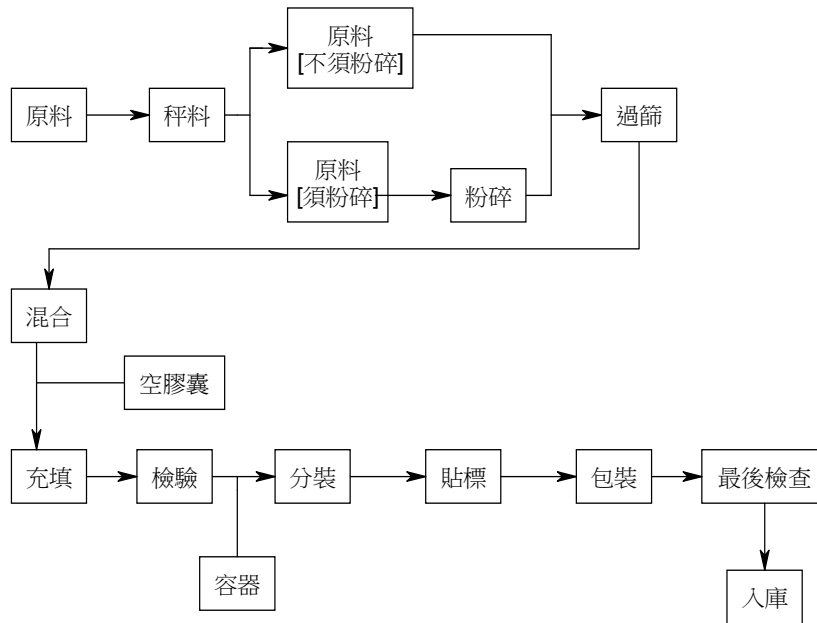 原料
秤料
原料
[不須粉碎]
原料
[須粉碎]
粉碎
過篩
混合
空膠囊
充填
檢驗
容器
分裝
貼標
包裝
最後檢查
入庫